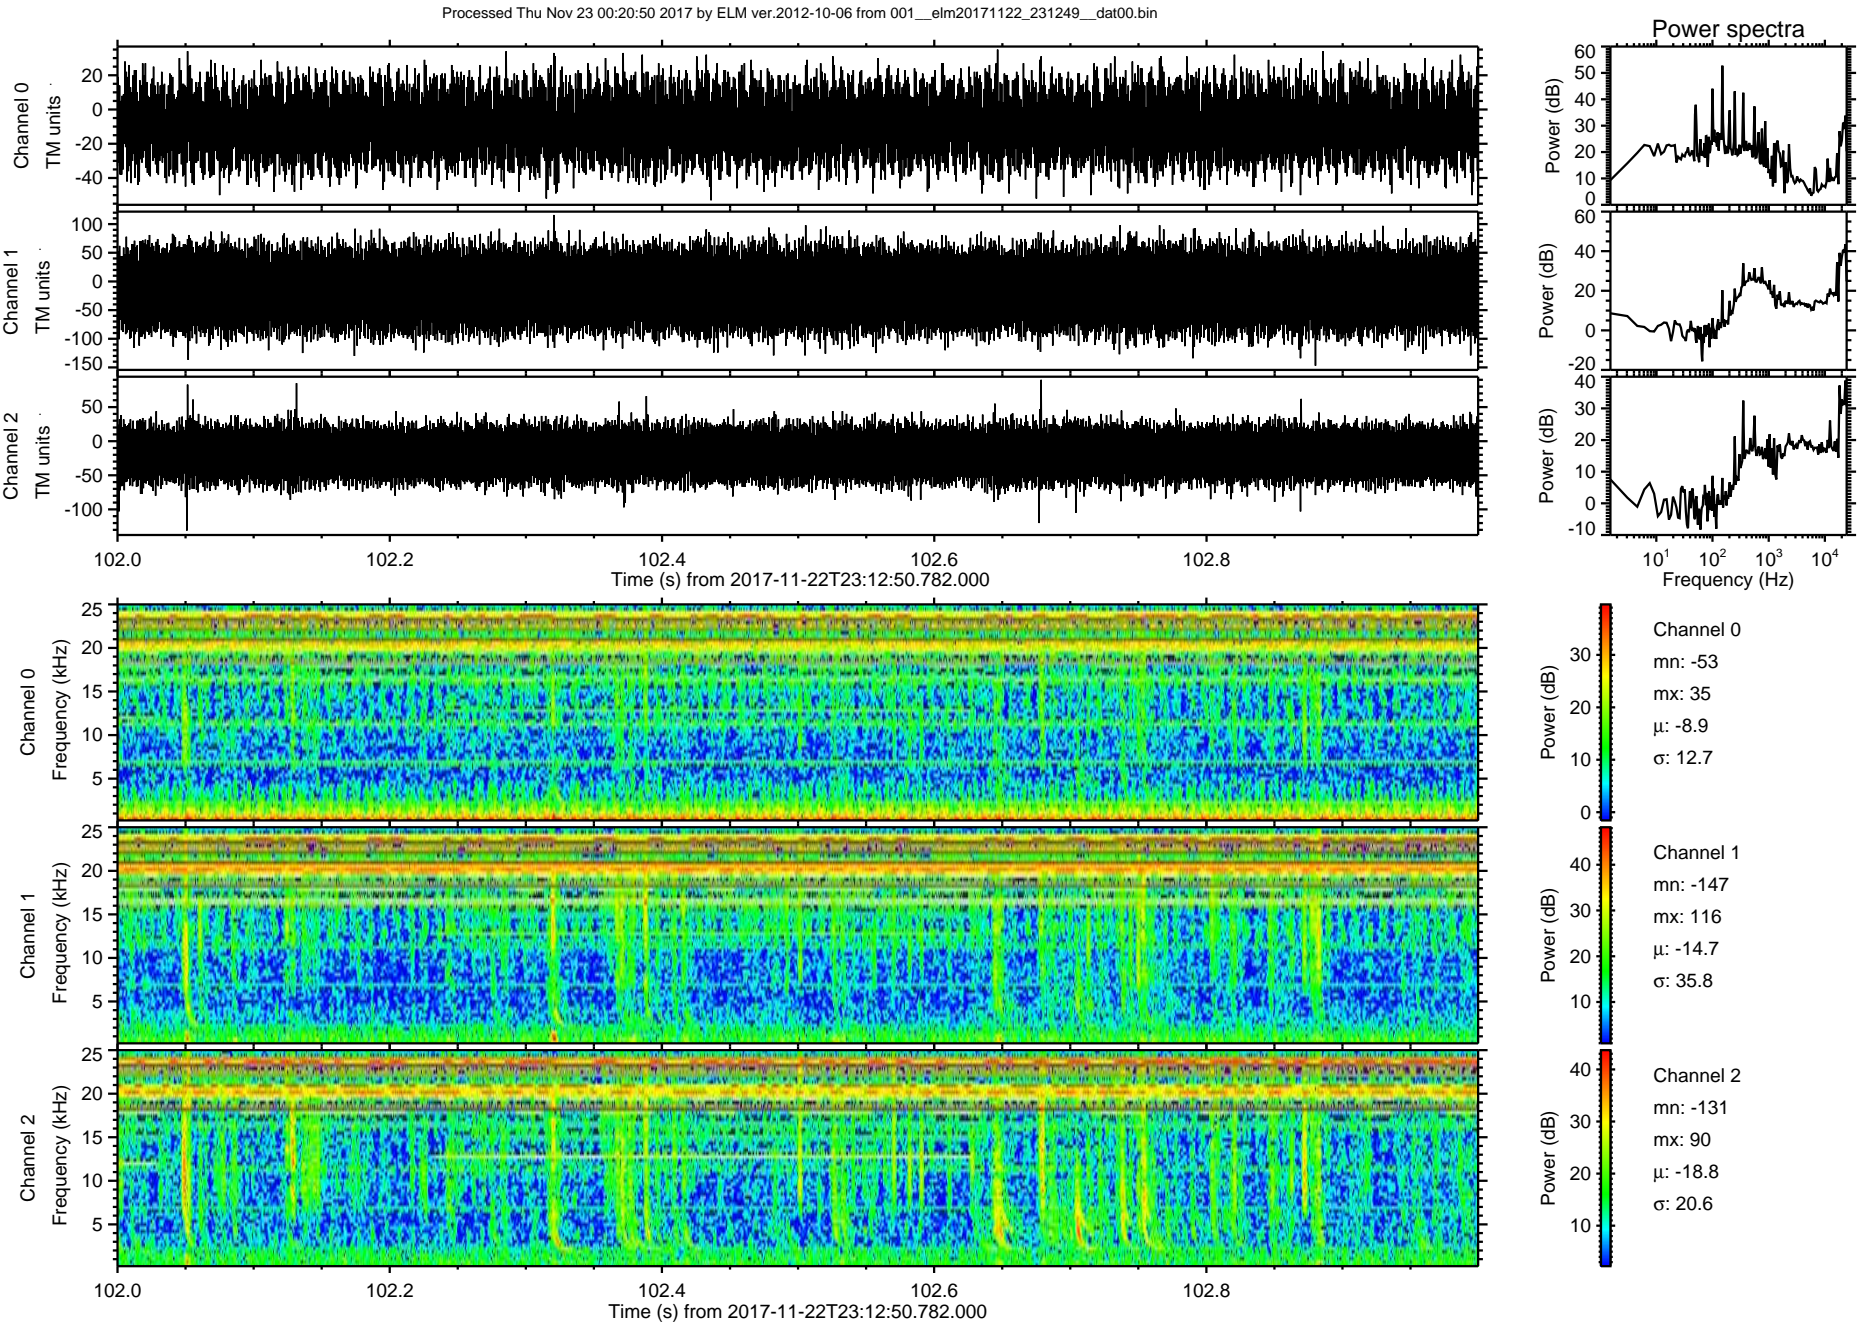 Processed Thu Nov 23 00:20:50 2017 by ELM ver.2012-10-06 from 001__elm20171122_231249__dat00.bin
Power spectra
Channel 0
TM units
20
0
-20
-40
Power (dB)
60
50
40
30
20
10
0
Channel 1
TM units
100
50
0
-50
-100
-150
Power (dB)
60
40
20
0
-20
Channel 2
TM units
50
0
-50
-100
Power (dB)
40
30
20
10
0
-10
102.0
102.2
102.4
102.6
102.8
Time (s) from 2017-11-22T23:12:50.782.000
10^1
10^2
10^3
10^4
Frequency (Hz)
Channel 0
Frequency (kHz)
25
20
15
10
5
Power (dB)
30
20
10
0
Channel 0
mn: -53
mx: 35
μ: -8.9
σ: 12.7
Channel 1
Frequency (kHz)
25
20
15
10
5
Power (dB)
40
30
20
10
Channel 1
mn: -147
mx: 116
μ: -14.7
σ: 35.8
Channel 2
Frequency (kHz)
25
20
15
10
5
Power (dB)
40
30
20
10
Channel 2
mn: -131
mx: 90
μ: -18.8
σ: 20.6
102.0
102.2
102.4
102.6
102.8
Time (s) from 2017-11-22T23:12:50.782.000